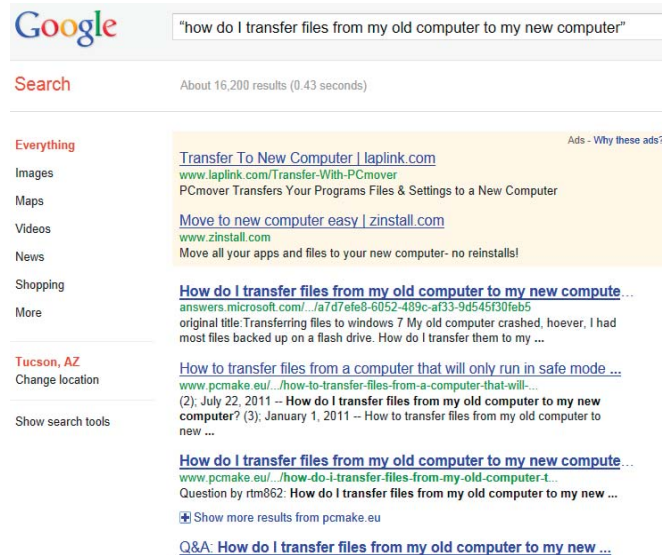 Google
“how do I transfer files from my old computer to my new computer”
Search
About 16,200 results (0.43 seconds)
Everything
Images
Maps
Videos
News
Shopping
More
Tucson, AZ
Change location
Show search tools
Ads - Why these ads?
Transfer To New Computer | laplink.com
www.laplink.com/Transfer-With-PCmover
PCmover Transfers Your Programs Files & Settings to a New Computer
Move to new computer easy | zinstall.com
www.zinstall.com
Move all your apps and files to your new computer- no reinstalls!
How do I transfer files from my old computer to my new compute...
answers.microsoft.com/.../a7d7efe8-6052-489c-af33-9d545f30feb5
original title:Transferring files to windows 7 My old computer crashed, hoever, I had
most files backed up on a flash drive. How do I transfer them to my ...
How to transfer files from a computer that will only run in safe mode ...
www.pcmake.eu/.../how-to-transfer-files-from-a-computer-that-will-...
(2); July 22, 2011 -- How do I transfer files from my old computer to my new
computer? (3); January 1, 2011 -- How to transfer files from my old computer to
new ...
How do I transfer files from my old computer to my new compute...
www.pcmake.eu/.../how-do-i-transfer-files-from-my-old-computer-t...
Question by rtm862: How do I transfer files from my old computer to my new ...
Show more results from pcmake.eu
Q&A: How do I transfer files from my old computer to my new ...